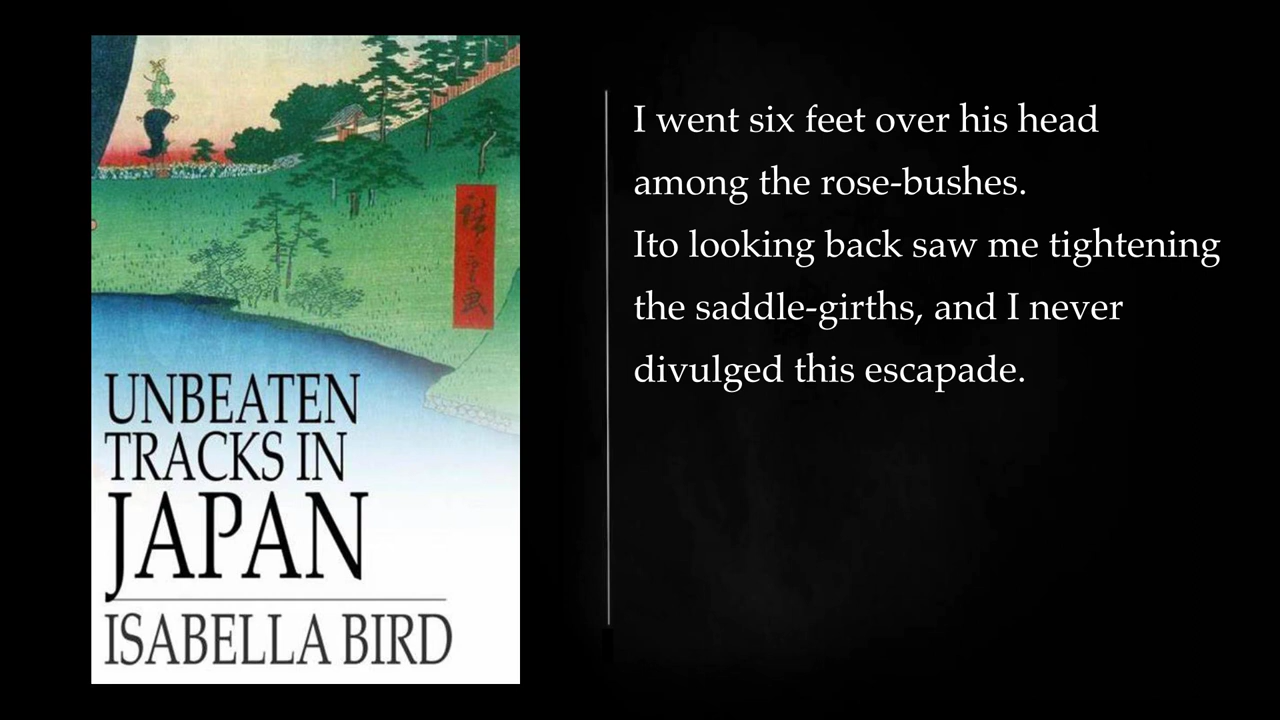 UNBEATEN
TRACKS IN
JAPAN
ISABELLA BIRD
I went six feet over his head
among the rose-bushes.
Ito looking back saw me tightening
the saddle-girths, and I never
divulged this escapade.